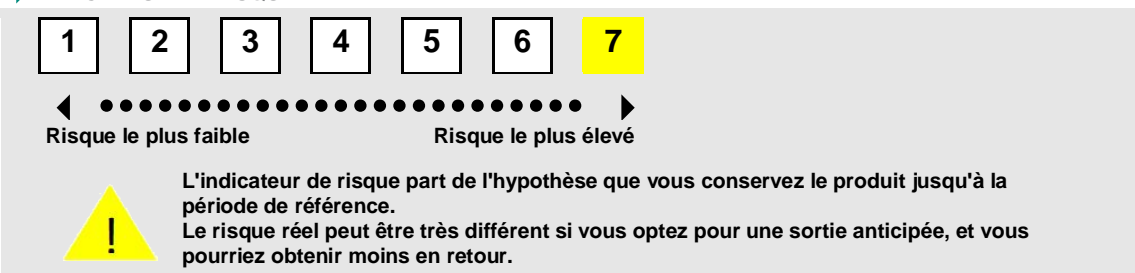 1 2 3 4 5 6 7
Risque le plus faible Risque le plus élevé
L'indicateur de risque part de l'hypothèse que vous conservez le produit jusqu'à la
période de référence.
Le risque réel peut être très différent si vous optez pour une sortie anticipée, et vous
pourriez obtenir moins en retour.
!